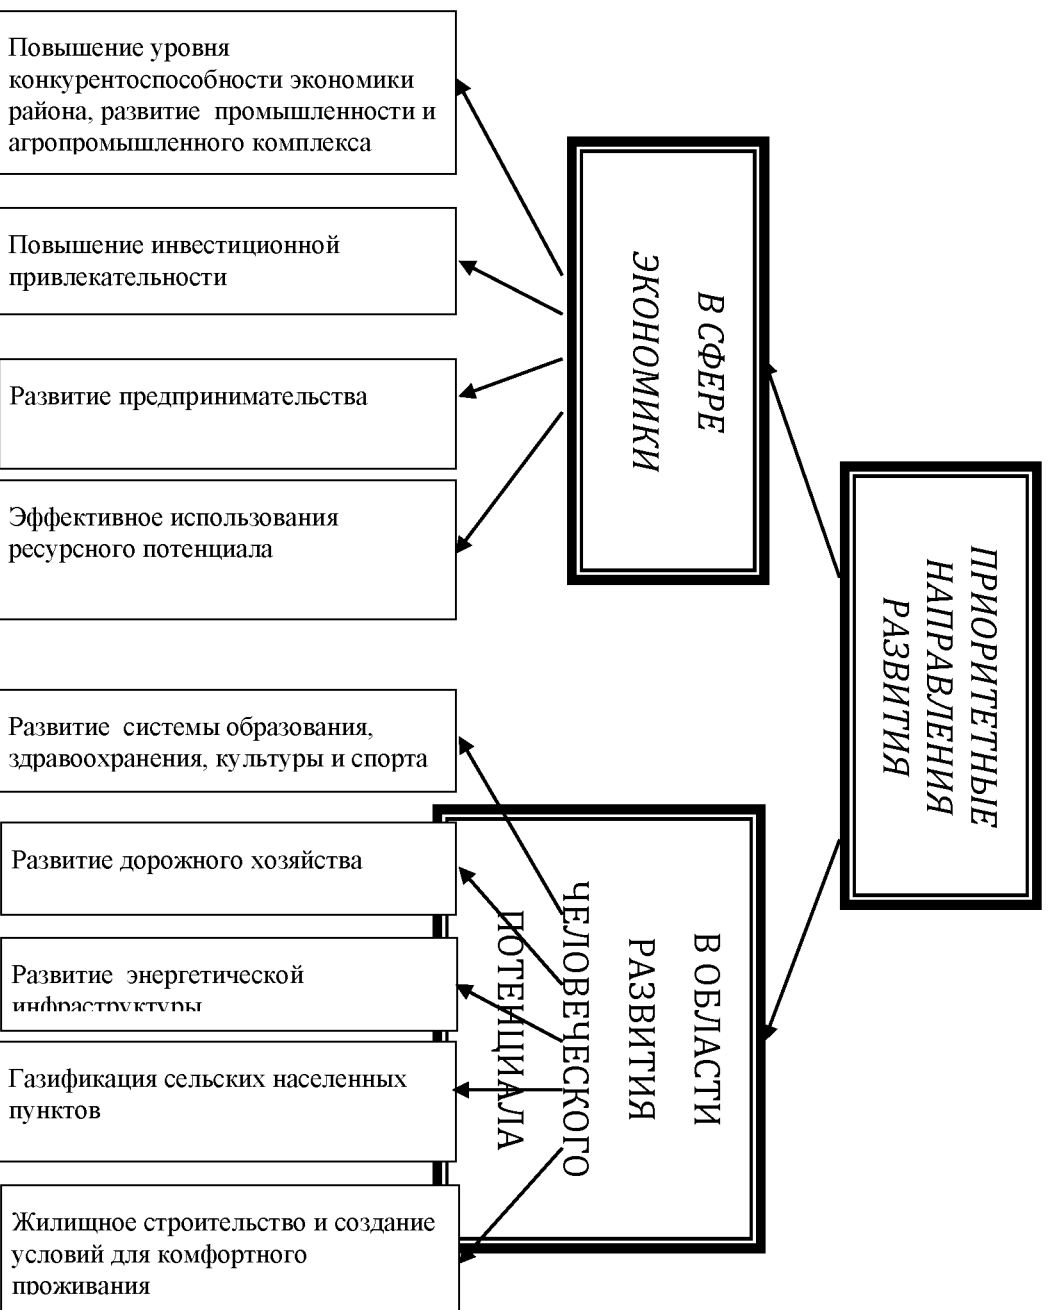 Повышение уровня
конкурентоспособности экономики
района, развитие промышленности и
агропромышленного комплекса
Повышение инвестиционной
привлекательности
Развитие предпринимательства
Эффективное использования
ресурсного потенциала
В СФЕРЕ
ЭКОНОМИКИ
ПРИОРИТЕТНЫЕ
НАПРАВЛЕНИЯ
РАЗВИТИЯ
Развитие системы образования,
здравоохранения, культуры и спорта
Развитие дорожного хозяйства
Развитие энергетической
инфраструктуры
Газификация сельских населенных
пунктов
Жилищное строительство и создание
условий для комфортного
проживания
В ОБЛАСТИ
РАЗВИТИЯ
ЧЕЛОВЕЧЕСКОГО
ПОТЕНЦИАЛА